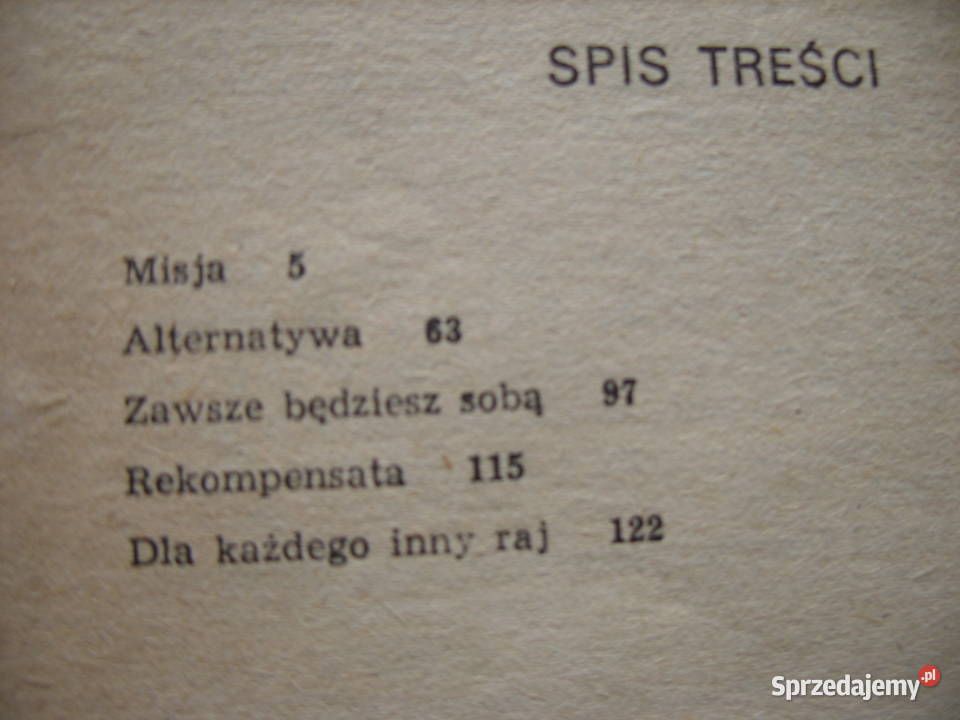 SPIS TREŚCI
Misja 5
Alternatywa 63
Zawsze będziesz sobą 97
Rekompensata 115
Dla każdego inny raj 122
Sprzedajemy.pl